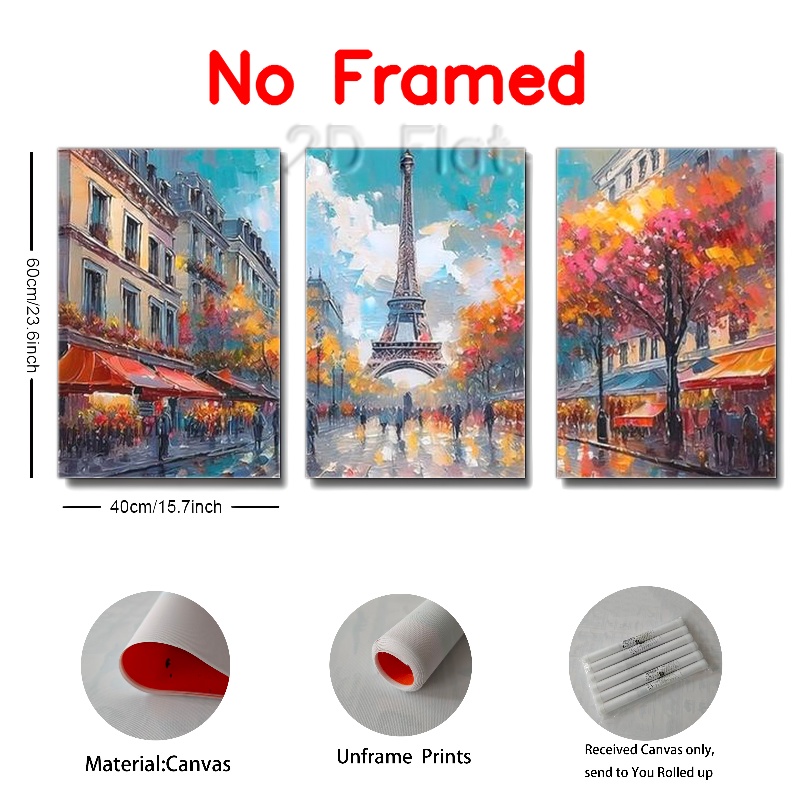 No Framed
2D Flat
60cm/23.6inch
40cm/15.7inch
Material:Canvas
Unframe Prints
Received Canvas only,
send to You Rolled up